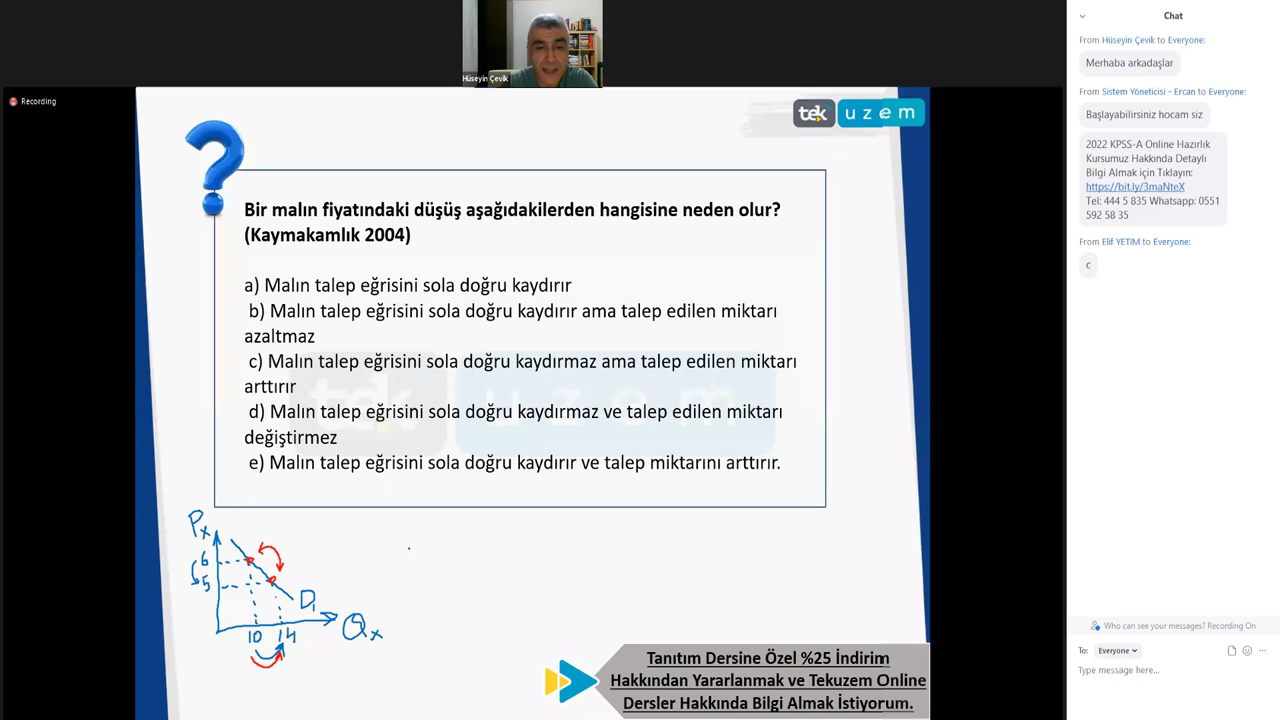 Hüseyin Çevik
Recording
tek uzem
Bir malın fiyatındaki düşüş aşağıdakilerden hangisine neden olur?
(Kaymakamlık 2004)
a) Malın talep eğrisini sola doğru kaydırır
b) Malın talep eğrisini sola doğru kaydırır ama talep edilen miktarı
azaltmaz
c) Malın talep eğrisini sola doğru kaydırmaz ama talep edilen miktarı
arttırır
d) Malın talep eğrisini sola doğru kaydırmaz ve talep edilen miktarı
değiştirmez
e) Malın talep eğrisini sola doğru kaydırır ve talep miktarını arttırır.
tek uzem
Px
6
5
D1
10 14
Qx
Tanıtım Dersine Özel %25 İndirim
Hakkından Yararlanmak ve Tekuzem Online
Dersler Hakkında Bilgi Almak İstiyorum.
Chat
From Hüseyin Çevik to Everyone:
Merhaba arkadaşlar
From Sistem Yöneticisi - Ercan to Everyone:
Başlayabilirsiniz hocam siz
2022 KPSS-A Online Hazırlık
Kursumuz Hakkında Detaylı
Bilgi Almak için Tıklayın:
https://bit.ly/3maNteX
Tel: 444 5 835 Whatsapp: 0551
592 58 35
From Elif YETIM to Everyone:
c
Who can see your messages? Recording On
To: Everyone
Type message here...